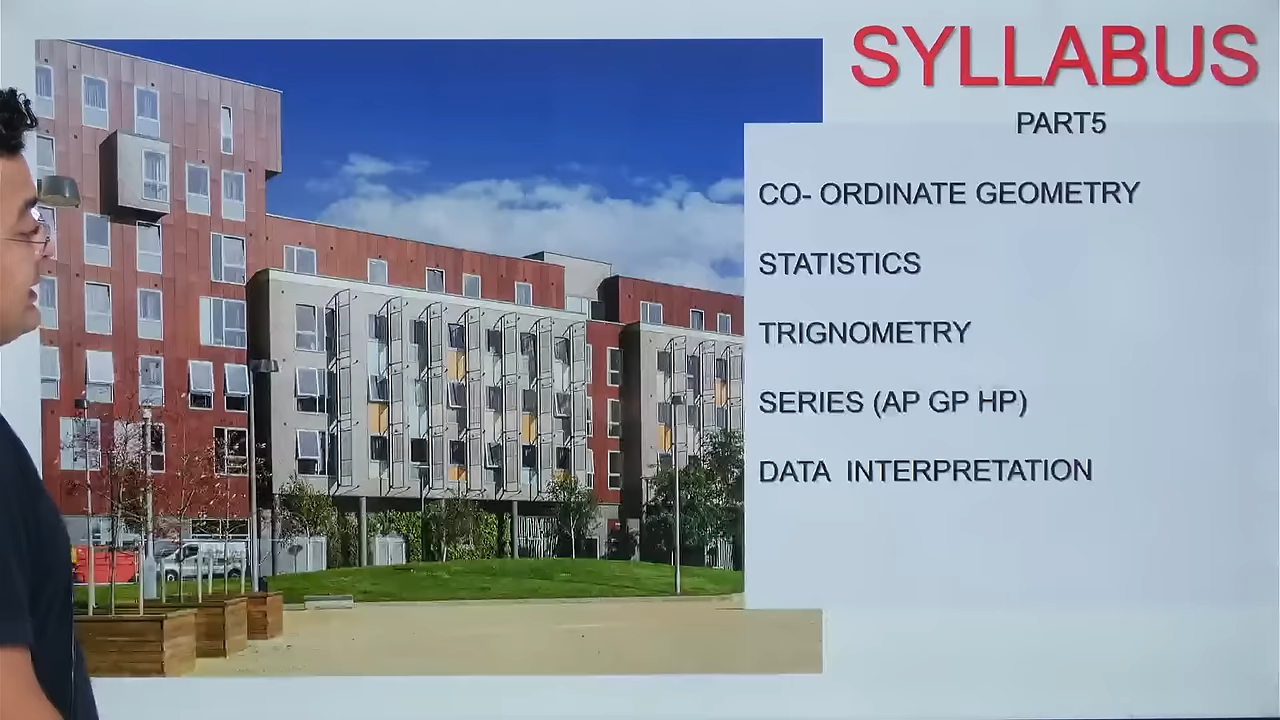 SYLLABUS
PART5
CO- ORDINATE GEOMETRY
STATISTICS
TRIGNOMETRY
SERIES (AP GP HP)
DATA INTERPRETATION